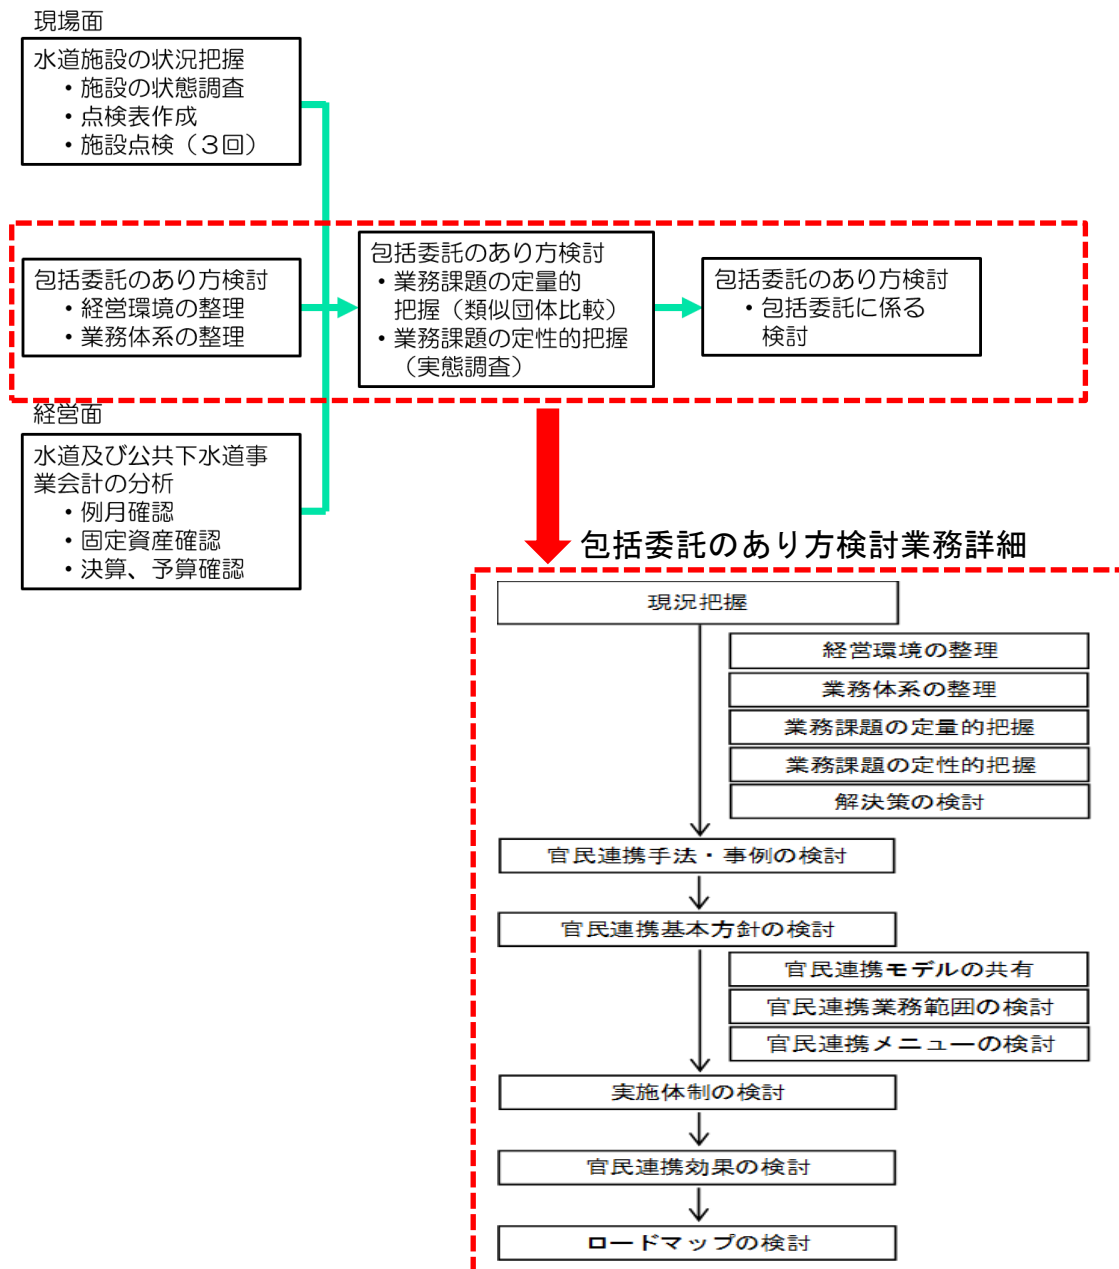 現場面
水道施設の状況把握
・施設の状態調査
・点検表作成
・施設点検（３回）
包括委託のあり方検討
・経営環境の整理
・業務体系の整理
包括委託のあり方検討
・業務課題の定量的
把握（類似団体比較）
・業務課題の定性的把握
（実態調査）
包括委託のあり方検討
・包括委託に係る
検討
経営面
水道及び公共下水道事
業会計の分析
・例月確認
・固定資産確認
・決算、予算確認
包括委託のあり方検討業務詳細
現況把握
経営環境の整理
業務体系の整理
業務課題の定量的把握
業務課題の定性的把握
解決策の検討
官民連携手法・事例の検討
官民連携基本方針の検討
官民連携モデルの共有
官民連携業務範囲の検討
官民連携メニューの検討
実施体制の検討
官民連携効果の検討
ロードマップの検討